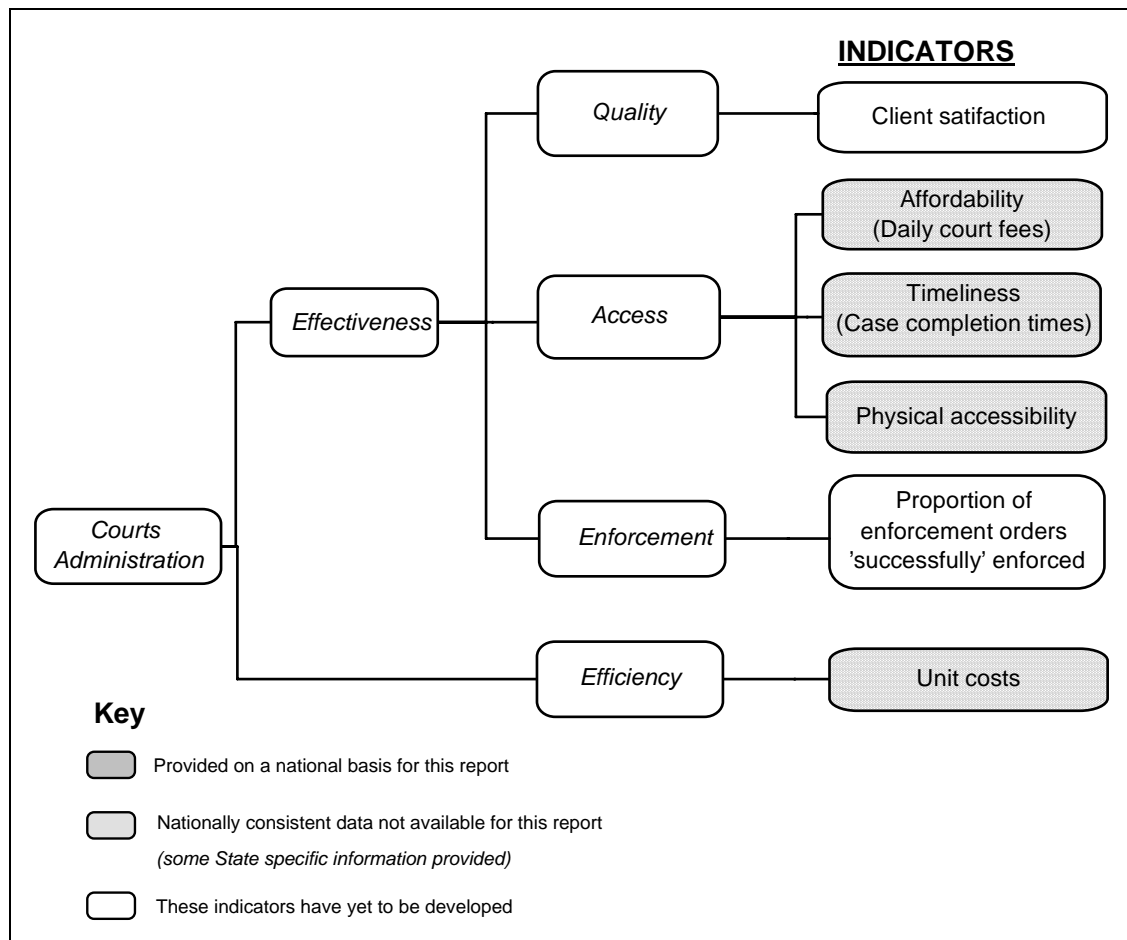 INDICATORS
Quality
Client satifaction
Affordability
(Daily court fees)
Effectiveness
Access
Timeliness
(Case completion times)
Physical accessibility
Courts
Administration
Enforcement
Proportion of
enforcement orders
’successfully’ enforced
Efficiency
Unit costs
Key
Provided on a national basis for this report
Nationally consistent data not available for this report
(some State specific information provided)
These indicators have yet to be developed